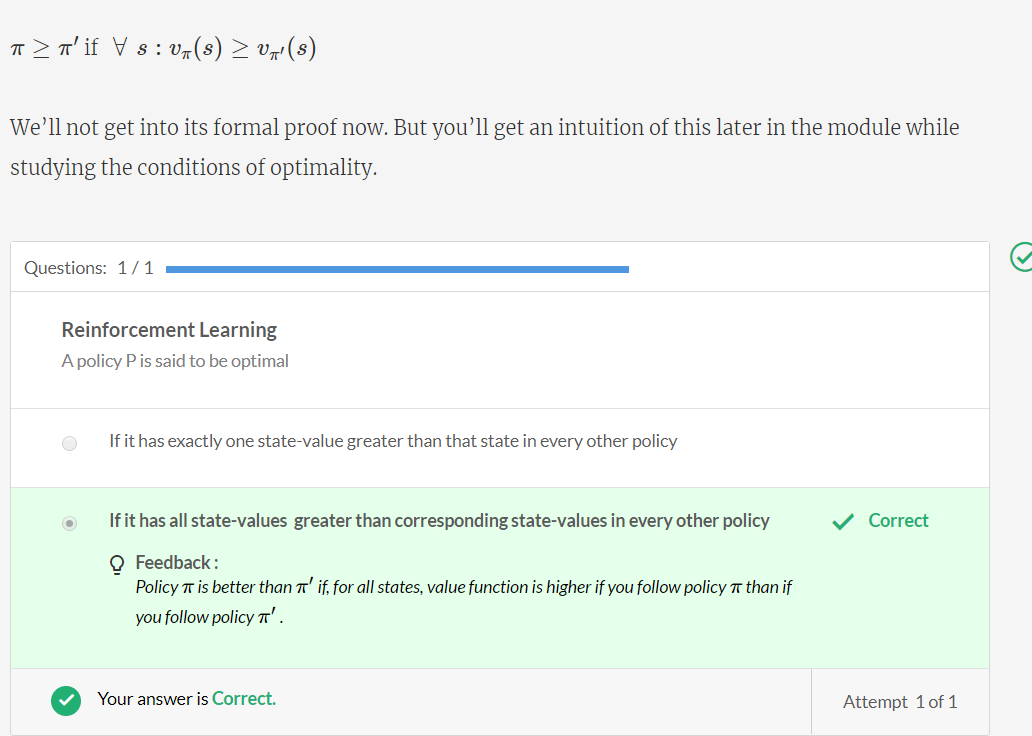 π ≥ π′ if ∀ s : vπ(s) ≥ vπ′(s)
We’ll not get into its formal proof now. But you’ll get an intuition of this later in the module while
studying the conditions of optimality.
Questions: 1 / 1
Reinforcement Learning
A policy P is said to be optimal
If it has exactly one state-value greater than that state in every other policy
If it has all state-values greater than corresponding state-values in every other policy
Correct
Feedback :
Policy π is better than π′ if, for all states, value function is higher if you follow policy π than if
you follow policy π′ .
Your answer is Correct.
Attempt 1 of 1